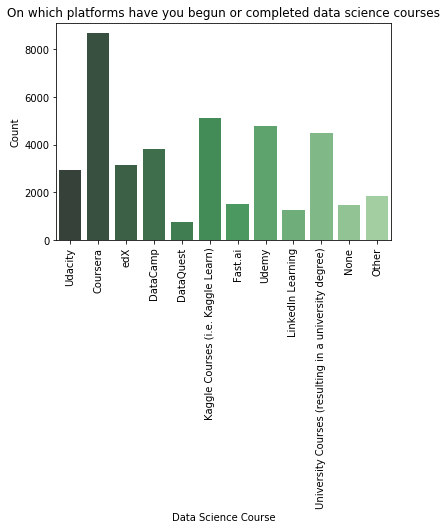 On which platforms have you begun or completed data science courses
8000
6000
4000
2000
0
Count
Udacity
Coursera
edX
DataCamp
DataQuest
Kaggle Courses (i.e. Kaggle Learn)
Fast.ai
Udemy
LinkedIn Learning
University Courses (resulting in a university degree)
None
Other
Data Science Course